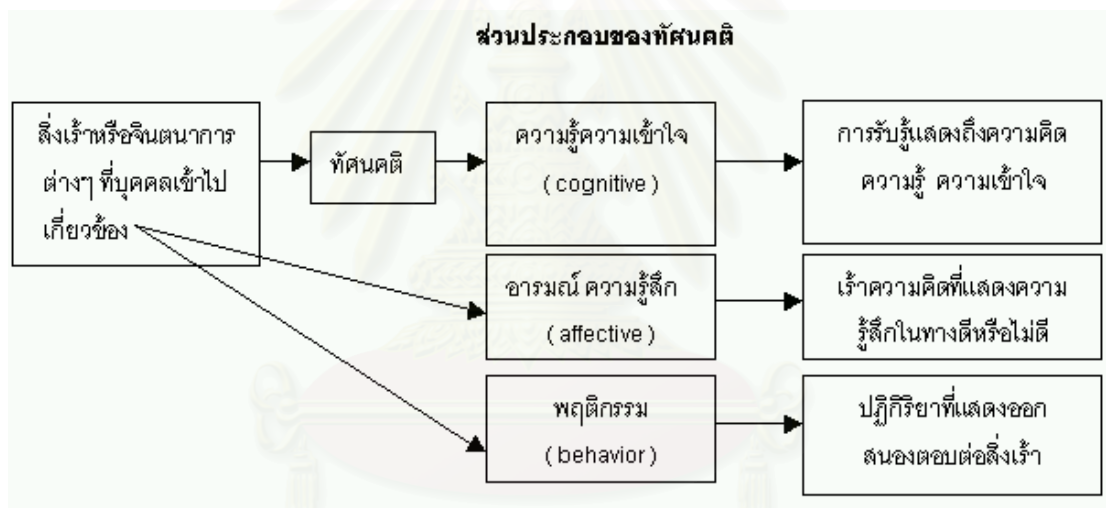 ส่วนประกอบของทัศนคติ
สิ่งเร้าหรือจินตนาการ
ต่างๆ ที่บุคคลเข้าไป
เกี่ยวข้อง
ทัศนคติ
ความรู้ความเข้าใจ
( cognitive )
การรับรู้แสดงถึงความคิด
ความรู้ ความเข้าใจ
อารมณ์ ความรู้สึก
( affective )
เร้าความคิดที่แสดงความ
รู้สึกในทางดีหรือไม่ดี
พฤติกรรม
( behavior )
ปฏิกิริยาที่แสดงออก
สนองตอบต่อสิ่งเร้า